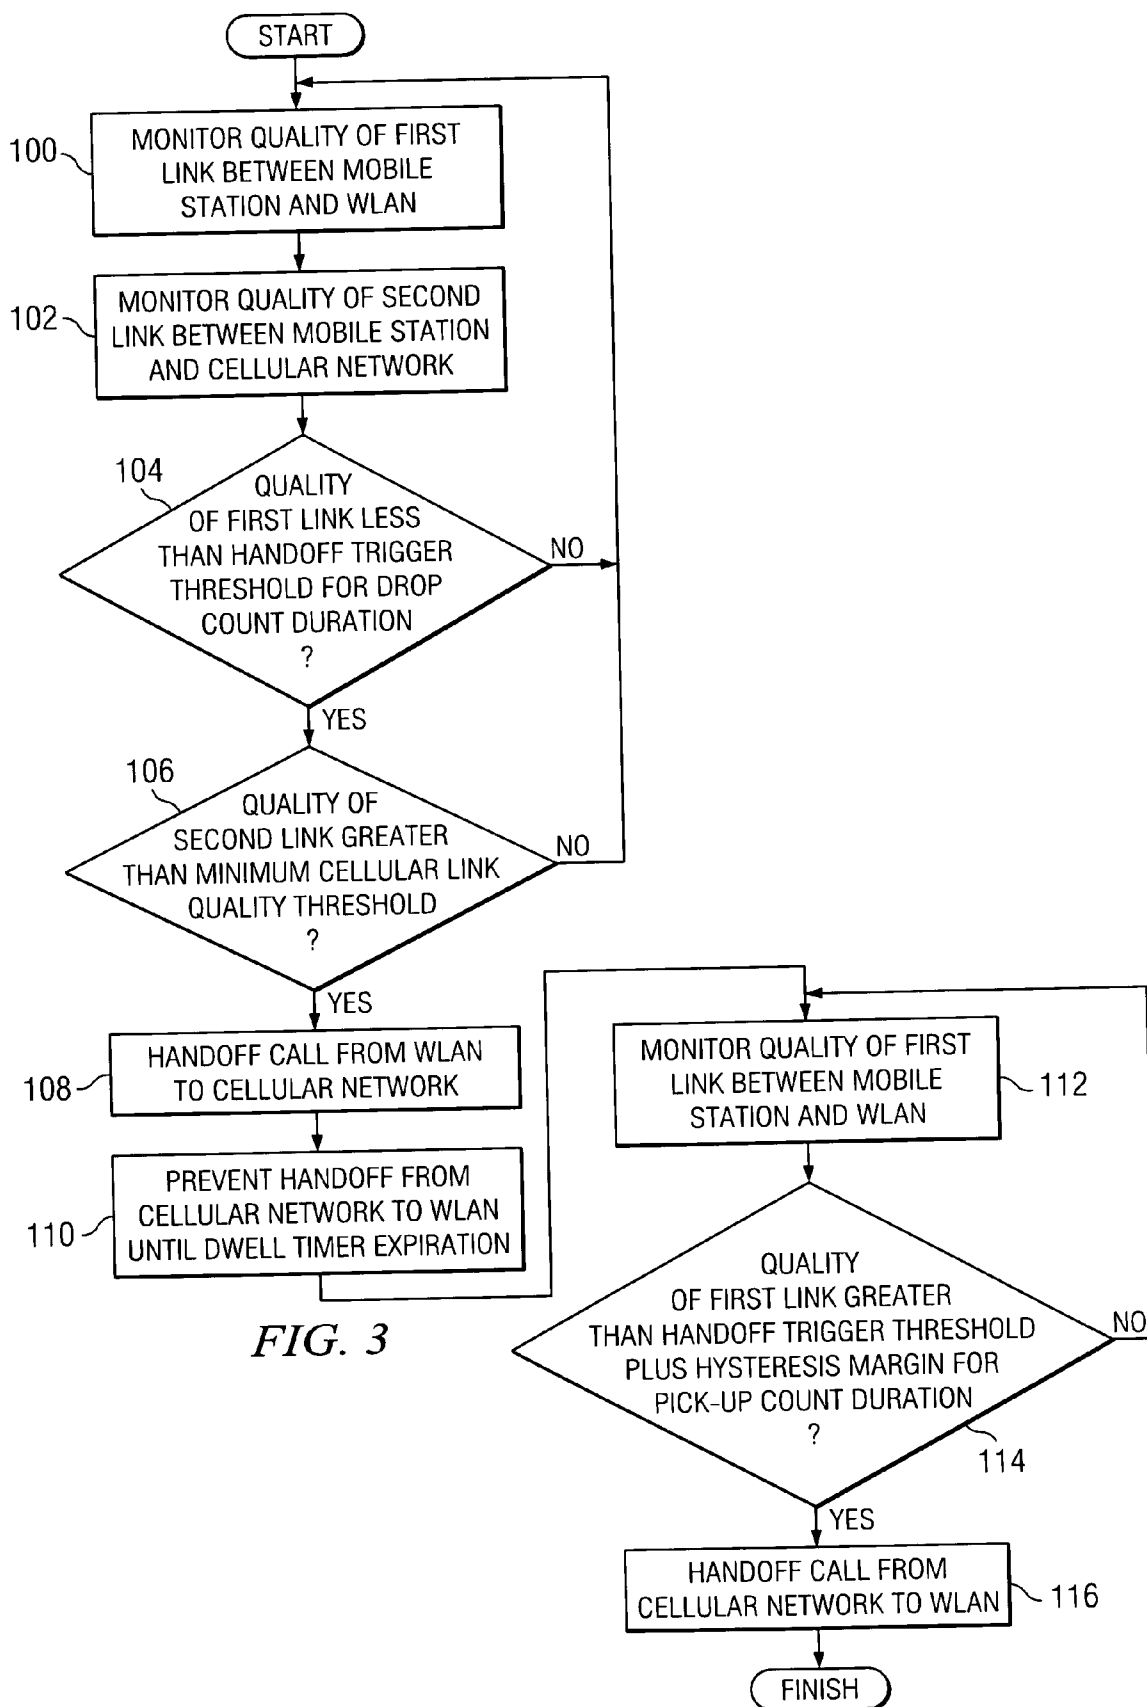 START
100
MONITOR QUALITY OF FIRST
LINK BETWEEN MOBILE
STATION AND WLAN
102
MONITOR QUALITY OF SECOND
LINK BETWEEN MOBILE STATION
AND CELLULAR NETWORK
104
QUALITY
OF FIRST LINK LESS
THAN HANDOFF TRIGGER
THRESHOLD FOR DROP
COUNT DURATION
?
NO
YES
106
QUALITY OF
SECOND LINK GREATER
THAN MINIMUM CELLULAR LINK
QUALITY THRESHOLD
?
NO
YES
108
HANDOFF CALL FROM WLAN
TO CELLULAR NETWORK
110
PREVENT HANDOFF FROM
CELLULAR NETWORK TO WLAN
UNTIL DWELL TIMER EXPIRATION
FIG. 3
MONITOR QUALITY OF FIRST
LINK BETWEEN MOBILE
STATION AND WLAN
112
QUALITY
OF FIRST LINK GREATER
THAN HANDOFF TRIGGER THRESHOLD
PLUS HYSTERESIS MARGIN FOR
PICK-UP COUNT DURATION
?
NO
114
YES
HANDOFF CALL FROM
CELLULAR NETWORK TO WLAN
116
FINISH